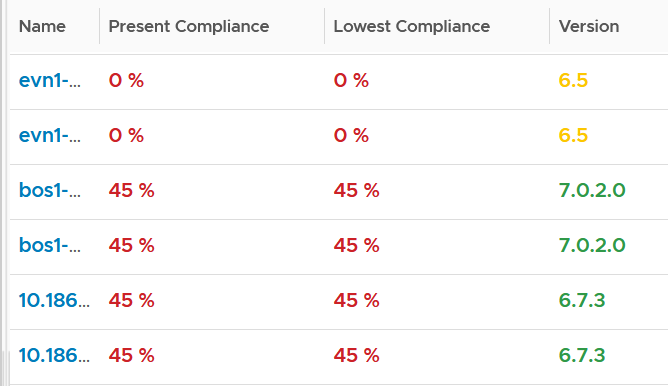 Name Present Compliance Lowest Compliance Version
evn1-... 0 % 0 % 6.5
evn1-... 0 % 0 % 6.5
bos1-... 45 % 45 % 7.0.2.0
bos1-... 45 % 45 % 7.0.2.0
10.186... 45 % 45 % 6.7.3
10.186... 45 % 45 % 6.7.3